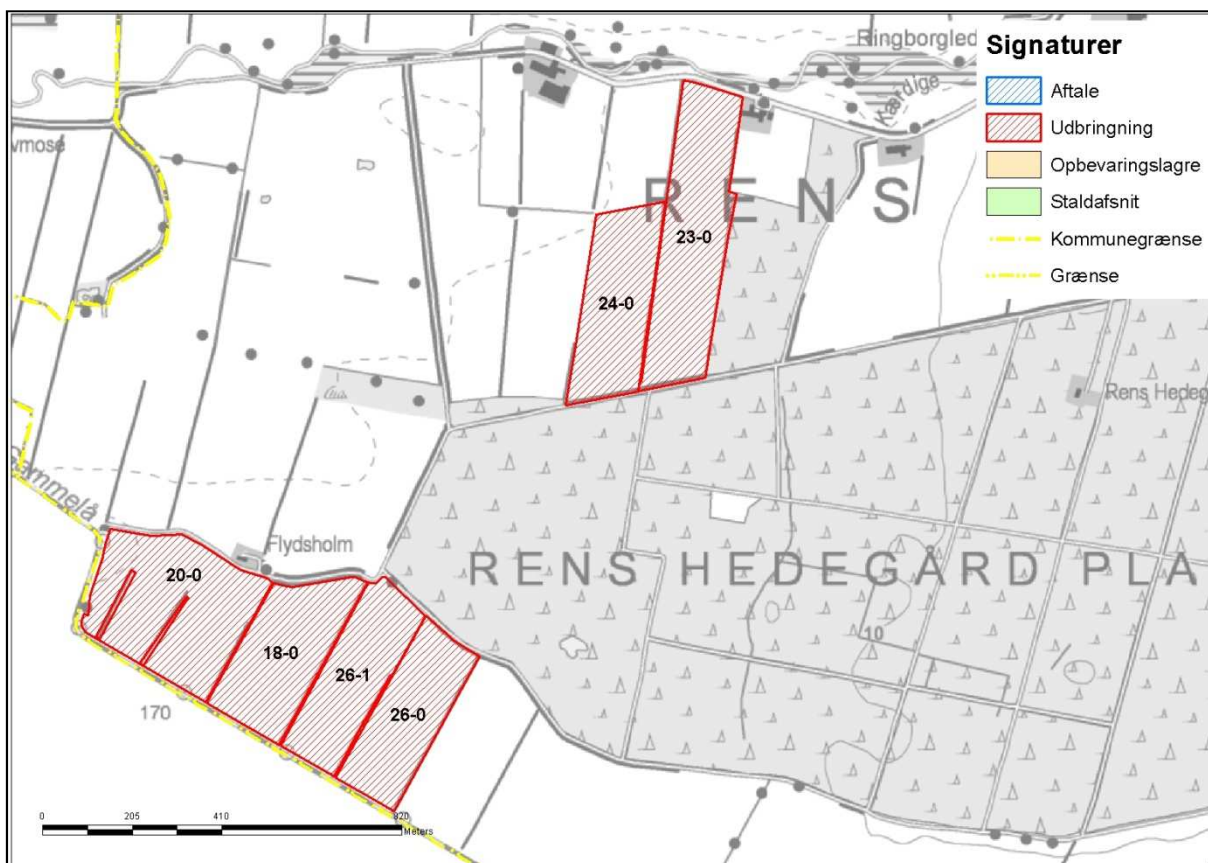 Signaturer
Aftale
Udbringning
Opbevaringslagre
Staldafsnit
Kommunegrænse
Grænse
Ringborgled
Kærdige
vmose
RENS
23-0
24-0
Rens Hedeg
Flydsholm
RENS HEDEGÅRD PLA
20-0
18-0
26-1
26-0
10
170
0 205 410 820
Meters